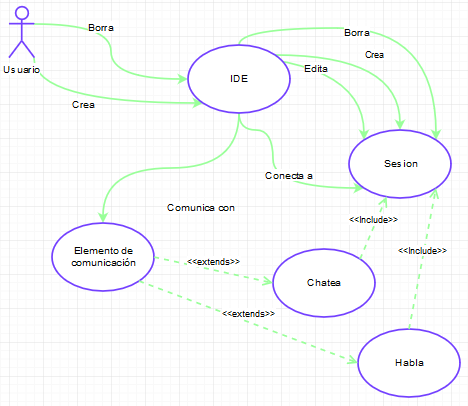 Borra
Borra
Crea
Usuario
Edita
IDE
Crea
Sesion
Conecta a
Comunica con
<<Include>>
Elemento de
comunicación
<<extends>>
<<Include>>
Chatea
<<extends>>
Habla